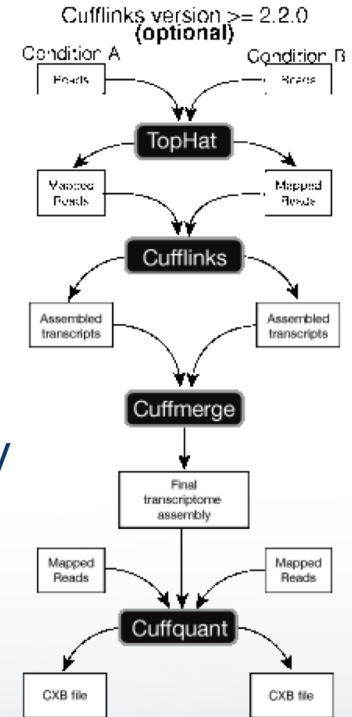 Cufflinks version >= 2.2.0
(optional)
Condition A
Condition B
Reads
Reads
TopHat
Mapped
Reads
Mapped
Reads
Cufflinks
Assembled
transcripts
Assembled
transcripts
Cuffmerge
Final
transcriptome
assembly
Mapped
Reads
Mapped
Reads
Cuffquant
CXB file
CXB file